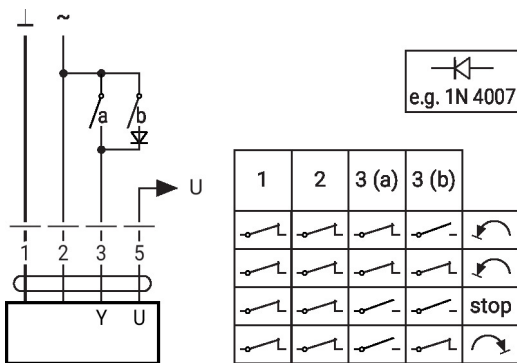 ⊥ ~
a b
e.g. 1N 4007
U
1 2 3 5
Y U
1 2 3 (a) 3 (b)
stop